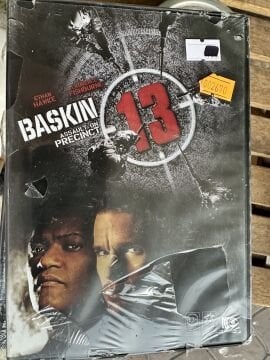 ETHAN
HAWKE
FISHBURNE
BASKIN
13
ASSAULT ON
PRECINCT